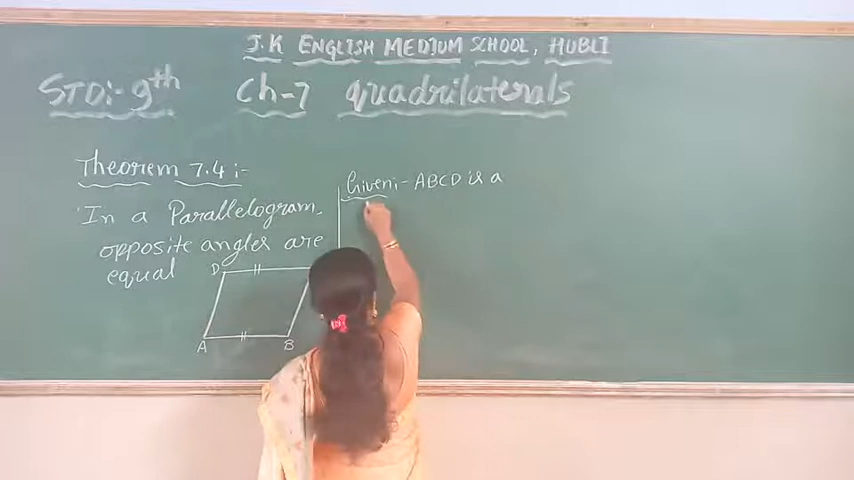 J.K ENGLISH MEDIUM SCHOOL, HUBLI
STD:- 9th Ch-7 quadrilaterals
Theorem 7.4:-
In a Parallelogram,
opposite angles are
equal
D
A B
Given:- ABCD is a